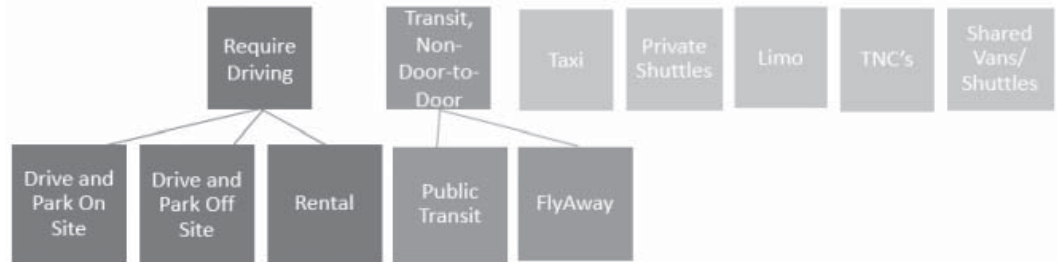 Require
Driving
Transit,
Non-
Door-to-
Door
Taxi
Private
Shuttles
Limo
TNC's
Shared
Vans/
Shuttles
Drive and
Park On
Site
Drive and
Park Off
Site
Rental
Public
Transit
FlyAway